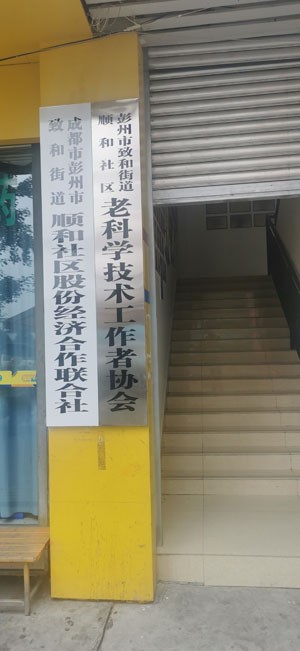 成都市彭州市
致和街道
顺和社区股份经济合作联合社
彭州市致和街道
顺和社区
老科学技术工作者协会